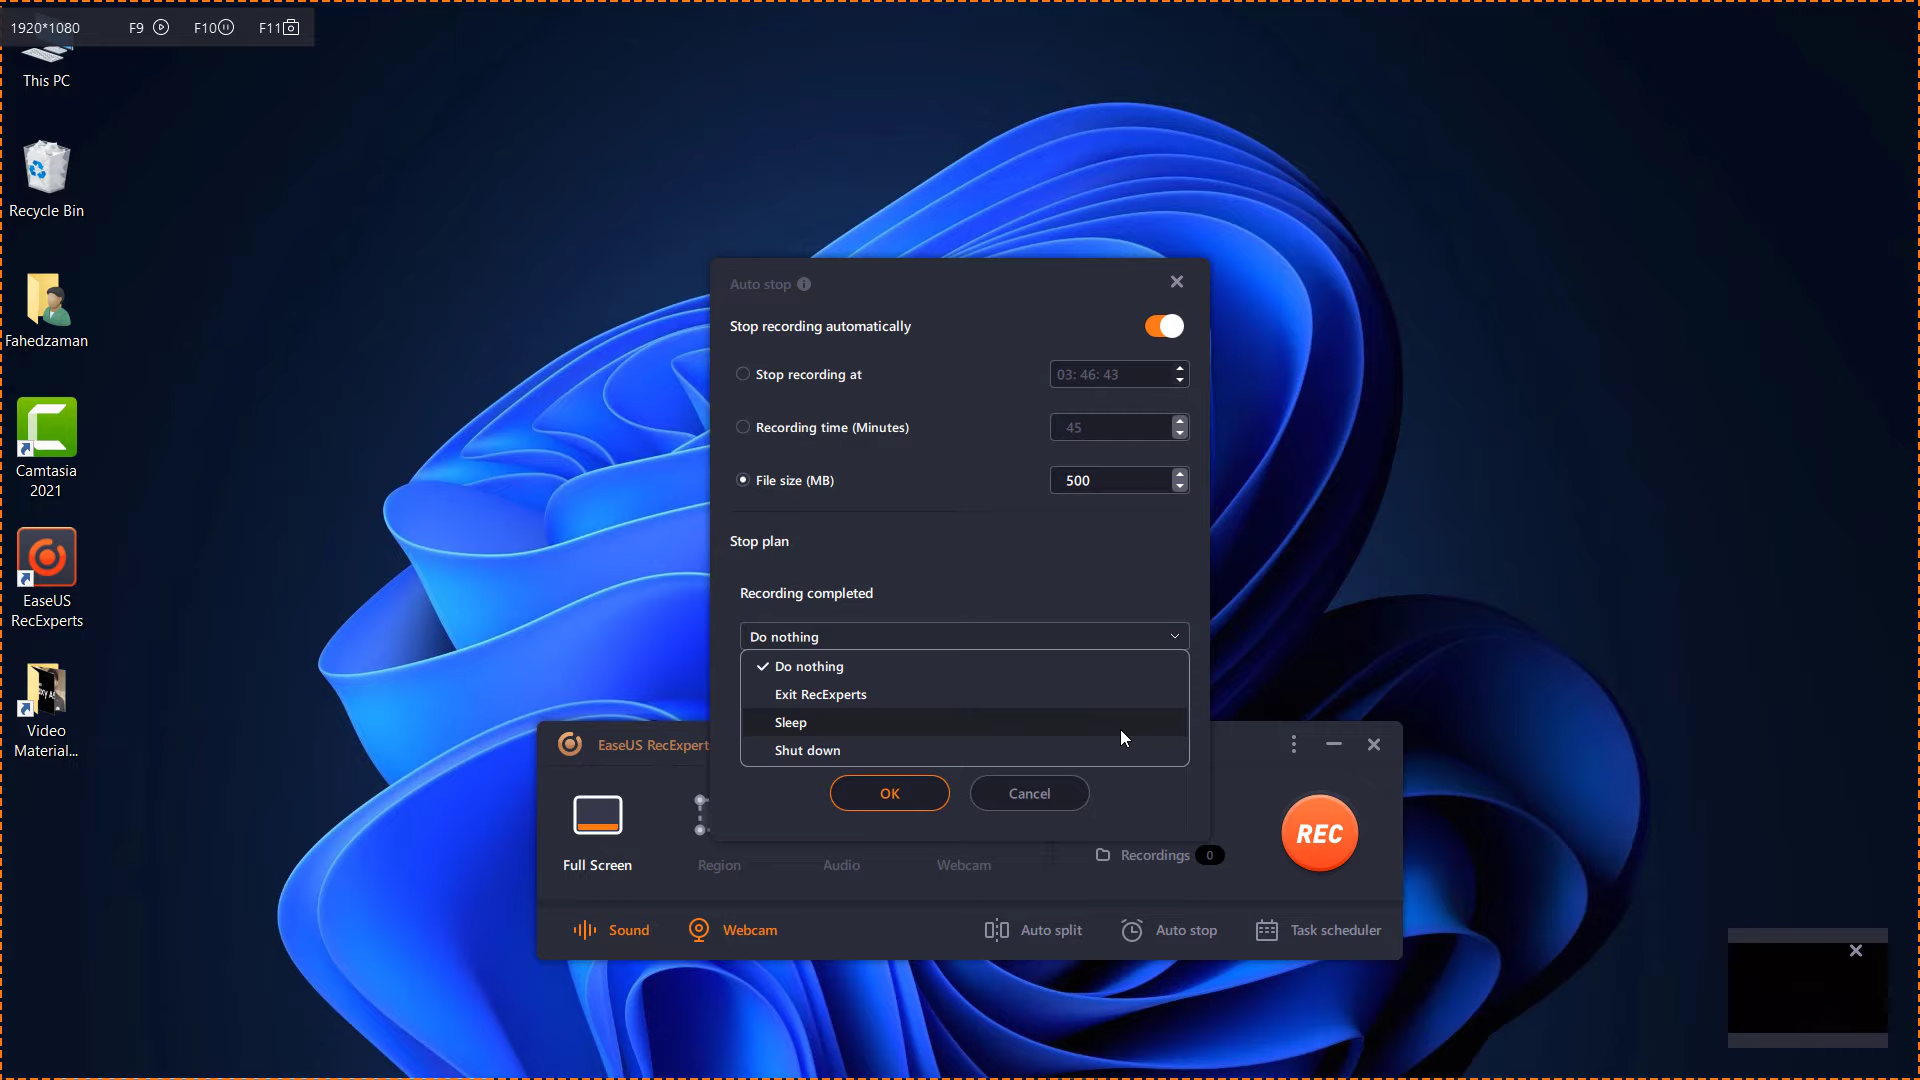 1920*1080 F9 F10 F11
This PC
Recycle Bin
Fahedzaman
Camtasia
2021
EaseUS
RecExperts
Video
Material...
Auto stop
Stop recording automatically
Stop recording at 03: 46: 43
Recording time (Minutes) 45
File size (MB) 500
Stop plan
Recording completed
Do nothing
Do nothing
Exit RecExperts
Sleep
Shut down
OK Cancel
EaseUS RecExpert
REC
Full Screen Region Audio Webcam
Recordings 0
Sound Webcam Auto split Auto stop Task scheduler